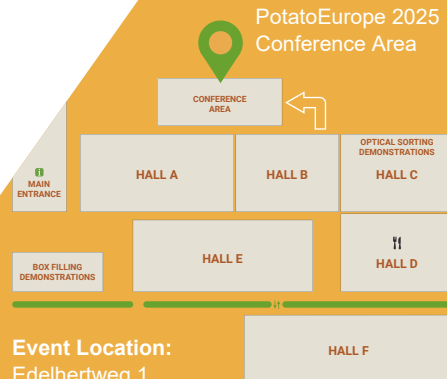 PotatoEurope 2025
Conference Area
CONFERENCE
AREA
OPTICAL SORTING
DEMONSTRATIONS
HALL A
HALL B
HALL C
MAIN
ENTRANCE
HALL E
HALL D
BOX FILLING
DEMONSTRATIONS
Event Location:
Edelhertweg 1
HALL F